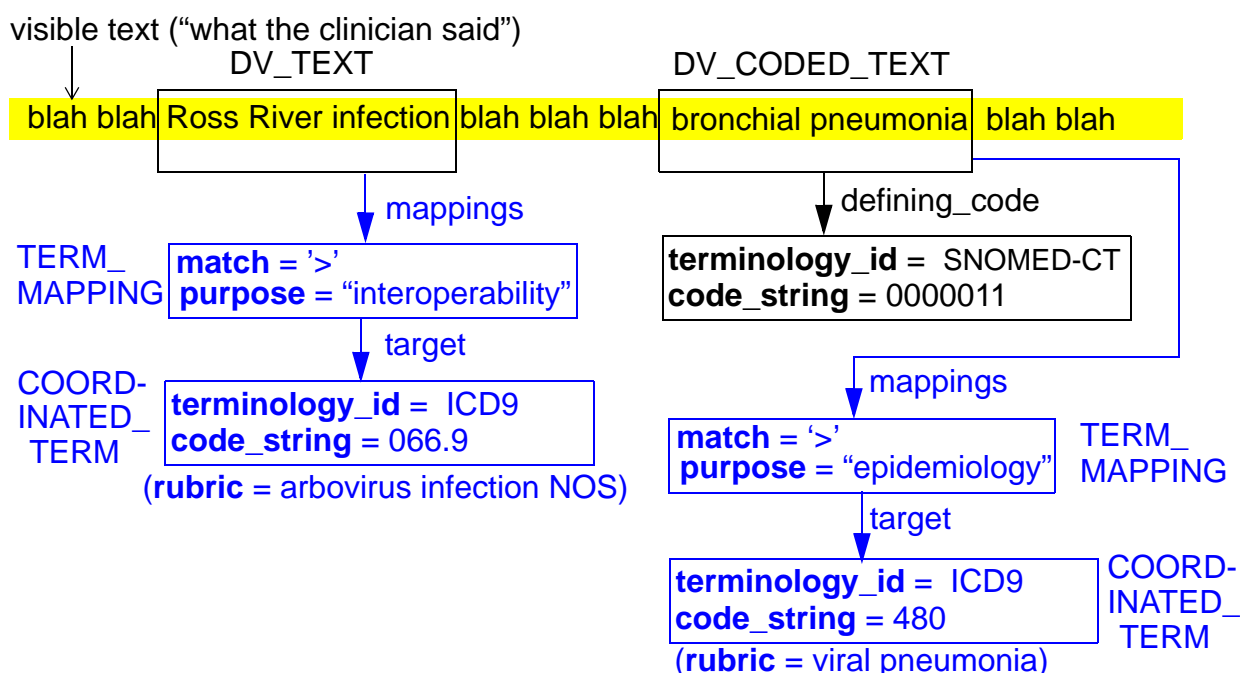 visible text (“what the clinician said”)
DV_TEXT
DV_CODED_TEXT
blah blah Ross River infection blah blah blah bronchial pneumonia blah blah
mappings
defining_code
TERM_
MAPPING
match = '>'
purpose = “interoperability”
terminology_id = SNOMED-CT
code_string = 0000011
target
COORD-
INATED_
TERM
terminology_id = ICD9
code_string = 066.9
(rubric = arbovirus infection NOS)
mappings
match = ‘>’
purpose = “epidemiology”
TERM_
MAPPING
target
terminology_id = ICD9
code_string = 480
(rubric = viral pneumonia)
COORD-
INATED_
TERM